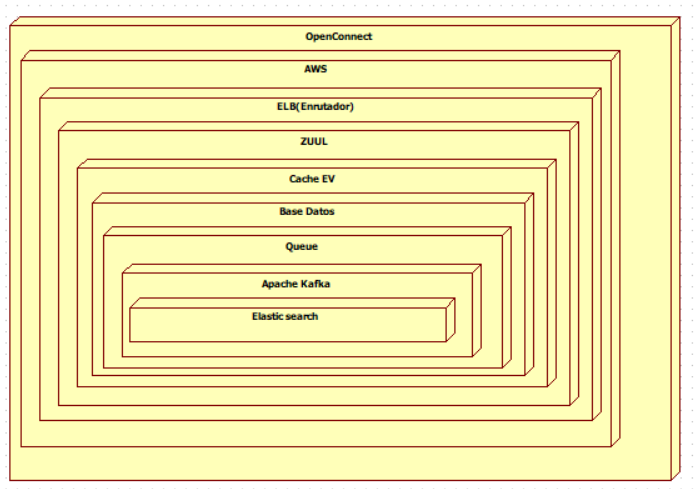 OpenConnect
AWS
ELB(Enrutador)
ZUUL
Cache EV
Base Datos
Queue
Apache Kafka
Elastic search